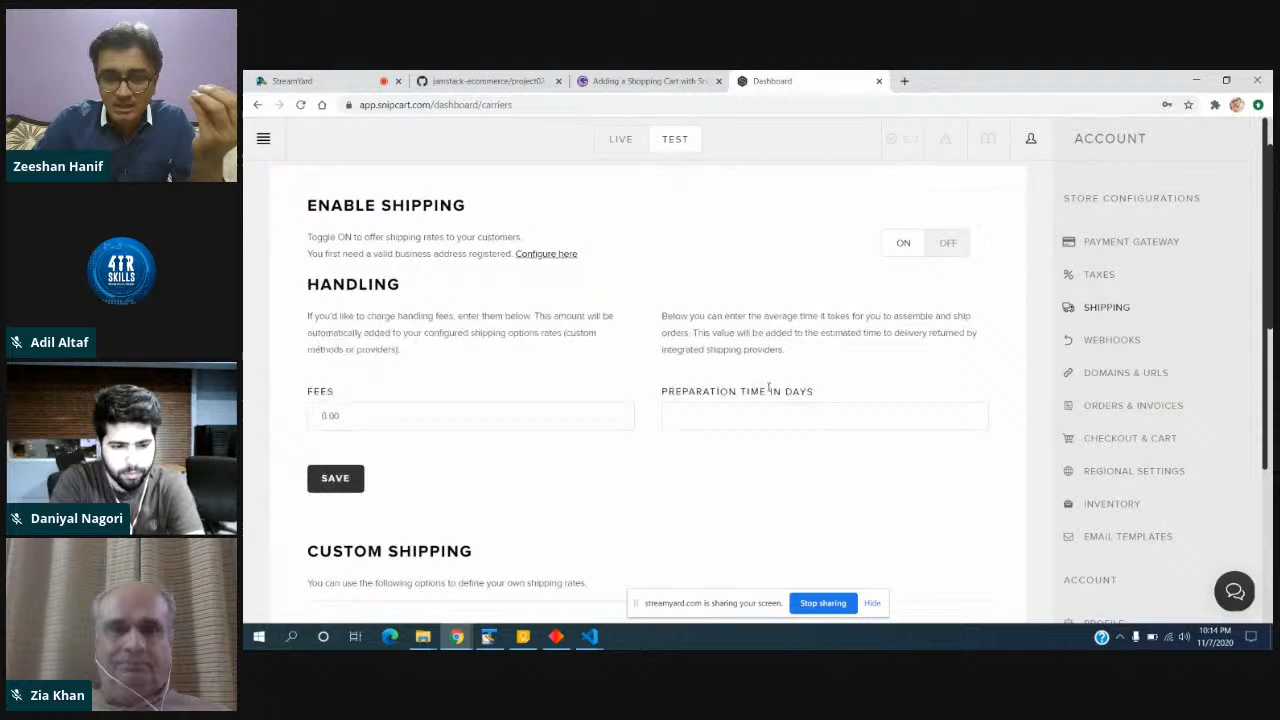 Zeeshan Hanif
4IR
SKILLS
Adil Altaf
Daniyal Nagori
Zia Khan
StreamYard
jamstack-ecommerce/project02
Adding a Shopping Cart with Sni
Dashboard
app.snipcart.com/dashboard/carriers
LIVE
TEST
ENABLE SHIPPING
Toggle ON to offer shipping rates to your customers.
You first need a valid business address registered. Configure here
ON
OFF
HANDLING
If you'd like to charge handling fees, enter them below. This amount will be
automatically added to your configured shipping options rates (custom
methods or providers).
Below you can enter the average time it takes for you to assemble and ship
orders. This value will be added to the estimated time to delivery returned by
integrated shipping providers.
FEES
0.00
PREPARATION TIME IN DAYS
SAVE
CUSTOM SHIPPING
You can use the following options to define your own shipping rates.
ACCOUNT
STORE CONFIGURATIONS
PAYMENT GATEWAY
TAXES
SHIPPING
WEBHOOKS
DOMAINS & URLS
ORDERS & INVOICES
CHECKOUT & CART
REGIONAL SETTINGS
INVENTORY
EMAIL TEMPLATES
ACCOUNT
streamyard.com is sharing your screen.
Stop sharing
Hide
10:14 PM
11/7/2020